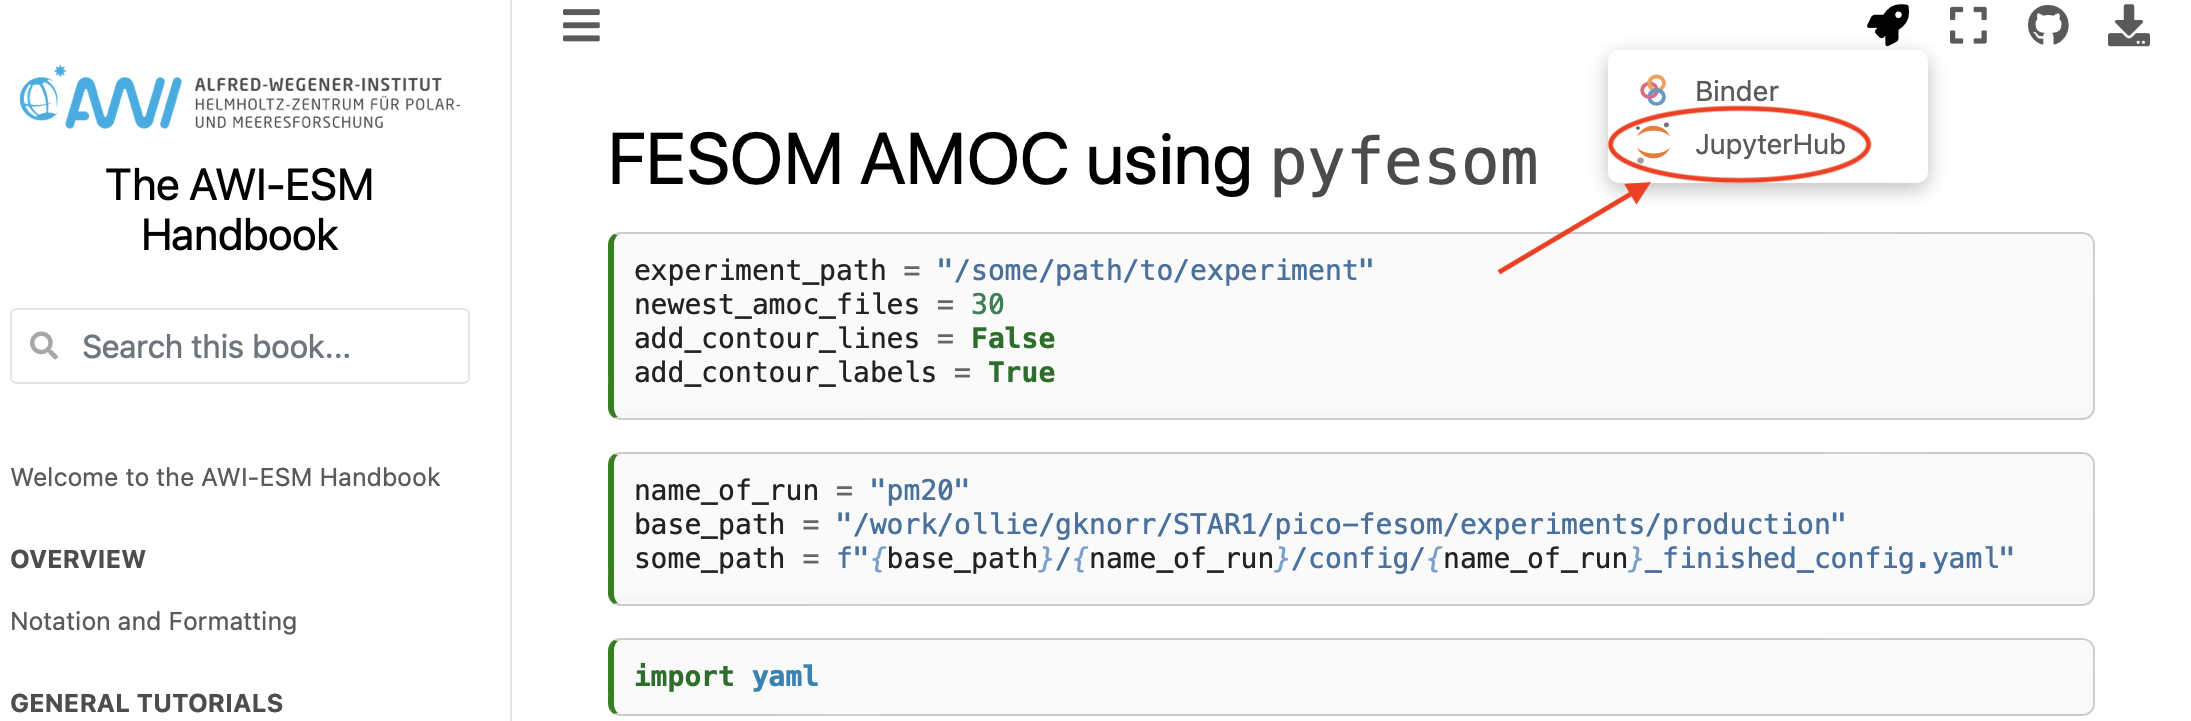 AWI
ALFRED-WEGENER-INSTITUT
HELMHOLTZ-ZENTRUM FÜR POLAR-
UND MEERESFORSCHUNG
The AWI-ESM
Handbook
Search this book...
Welcome to the AWI-ESM Handbook
OVERVIEW
Notation and Formatting
GENERAL TUTORIALS
Binder
JupyterHub
FESOM AMOC using pyfesom
experiment_path = "/some/path/to/experiment"
newest_amoc_files = 30
add_contour_lines = False
add_contour_labels = True
name_of_run = "pm20"
base_path = "/work/ollie/gknorr/STAR1/pico-fesom/experiments/production"
some_path = f"{base_path}/{name_of_run}/config/{name_of_run}_finished_config.yaml"
import yaml